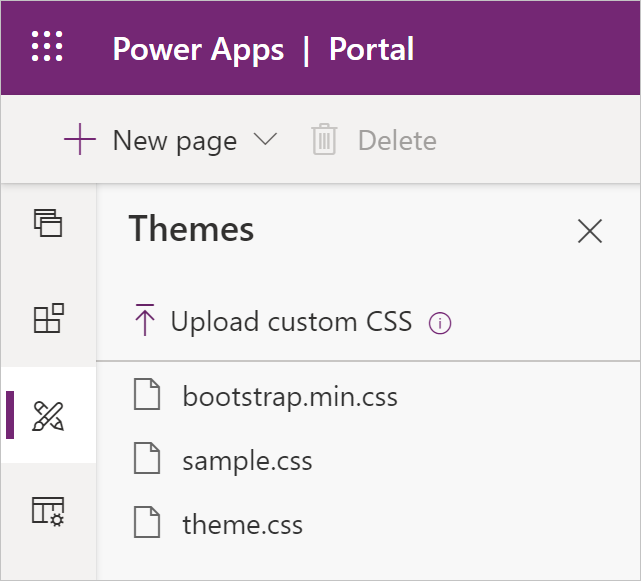 Power Apps | Portal
New page Delete
Themes
Upload custom CSS
bootstrap.min.css
sample.css
theme.css